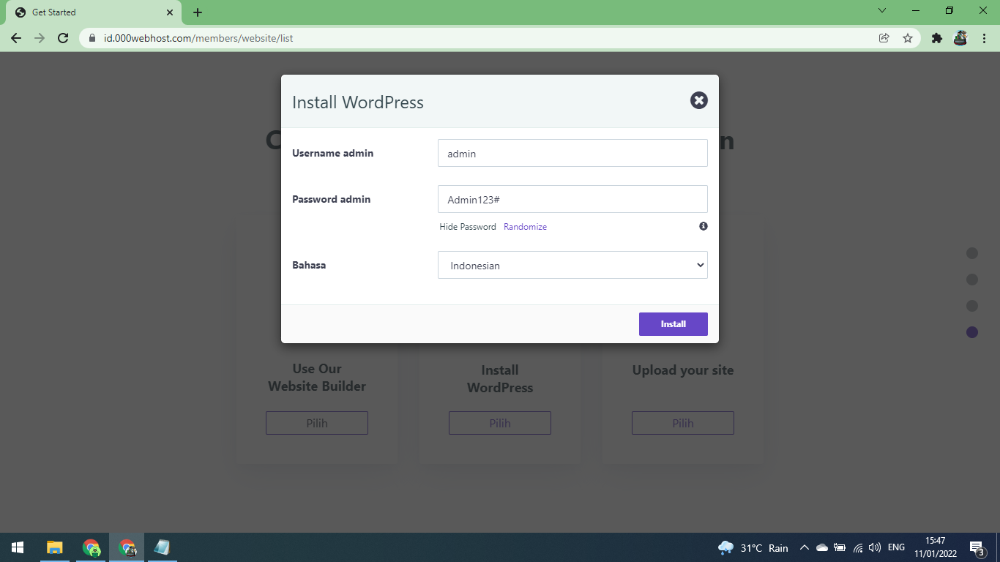 Get Started
id.000webhost.com/members/website/list
Install WordPress
Username admin
admin
Password admin
Admin123#
Hide Password Randomize
Bahasa
Indonesian
Install
Use Our
Website Builder
Pilih
Install
WordPress
Pilih
Upload your site
Pilih
31°C Rain
ENG
15:47
11/01/2022
3